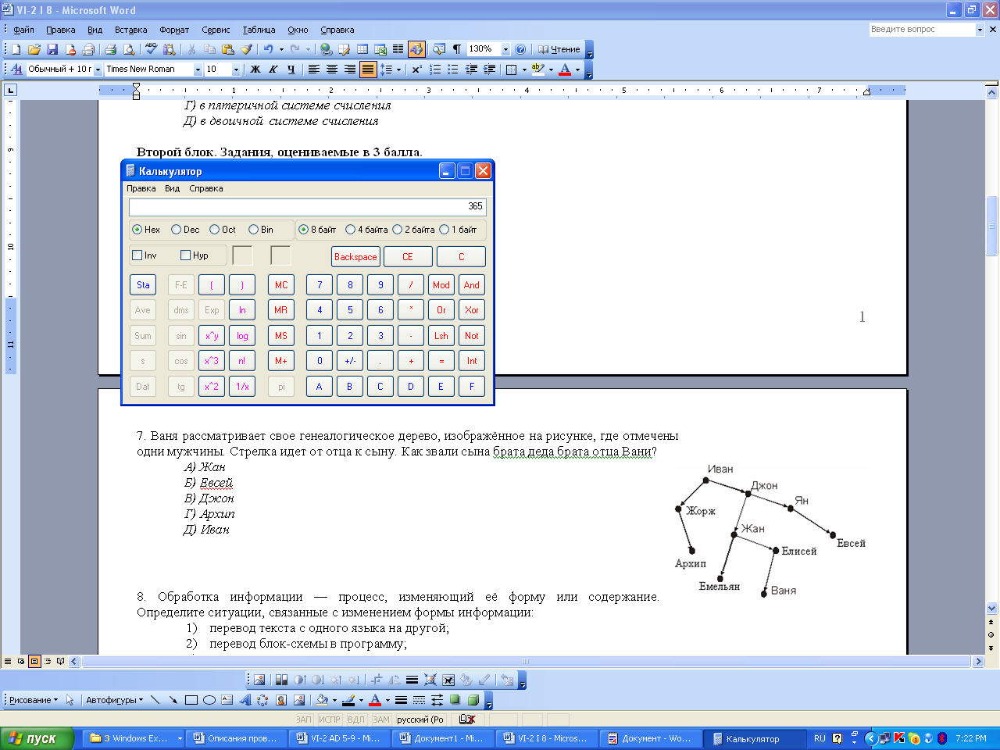 VI-2 I 8 - Microsoft Word
Файл Правка Вид Вставка Формат Сервис Таблица Окно Справка Введите вопрос
130% Чтение
Обычный + 10 г Times New Roman 10 Ж К Ч
1 2 3 4 5 6 7
Г) в пятеричной системе счисления
Д) в двоичной системе счисления
Второй блок. Задания, оцениваемые в 3 балла.
Калькулятор
Правка Вид Справка
365
Hex Dec Oct Bin 8 байт 4 байта 2 байта 1 байт
Inv Hyp Backspace CE C
Sta F-E ( ) MC 7 8 9 / Mod And
Ave dms Exp ln MR 4 5 6 * Or Xor
Sum sin x^y log MS 1 2 3 - Lsh Not
s cos x^3 n! M+ 0 +/- . + = Int
Dat tg x^2 1/x pi A B C D E F
1
7. Ваня рассматривает свое генеалогическое дерево, изображённое на рисунке, где отмечены
одни мужчины. Стрелка идет от отца к сыну. Как звали сына брата деда брата отца Вани?
А) Жан
Б) Евсей
В) Джон
Г) Архип
Д) Иван
Иван
Джон
Ян
Жорж
Жан
Евсей
Елисей
Архип
Емельян
Ваня
8. Обработка информации — процесс, изменяющий её форму или содержание.
Определите ситуации, связанные с изменением формы информации:
1) перевод текста с одного языка на другой;
2) перевод блок-схемы в программу;
9
10
11
Рисование Автофигуры
ЗАП ИСПР ВДЛ ЗАМ русский (Ро
пуск 3 Windows Ex... Описания пров... VI-2 AD 5-9 - Mi... Документ1 - Mi... VI-2 I 8 - Micros... Документ - Wo... Калькулятор RU 7:22 PM